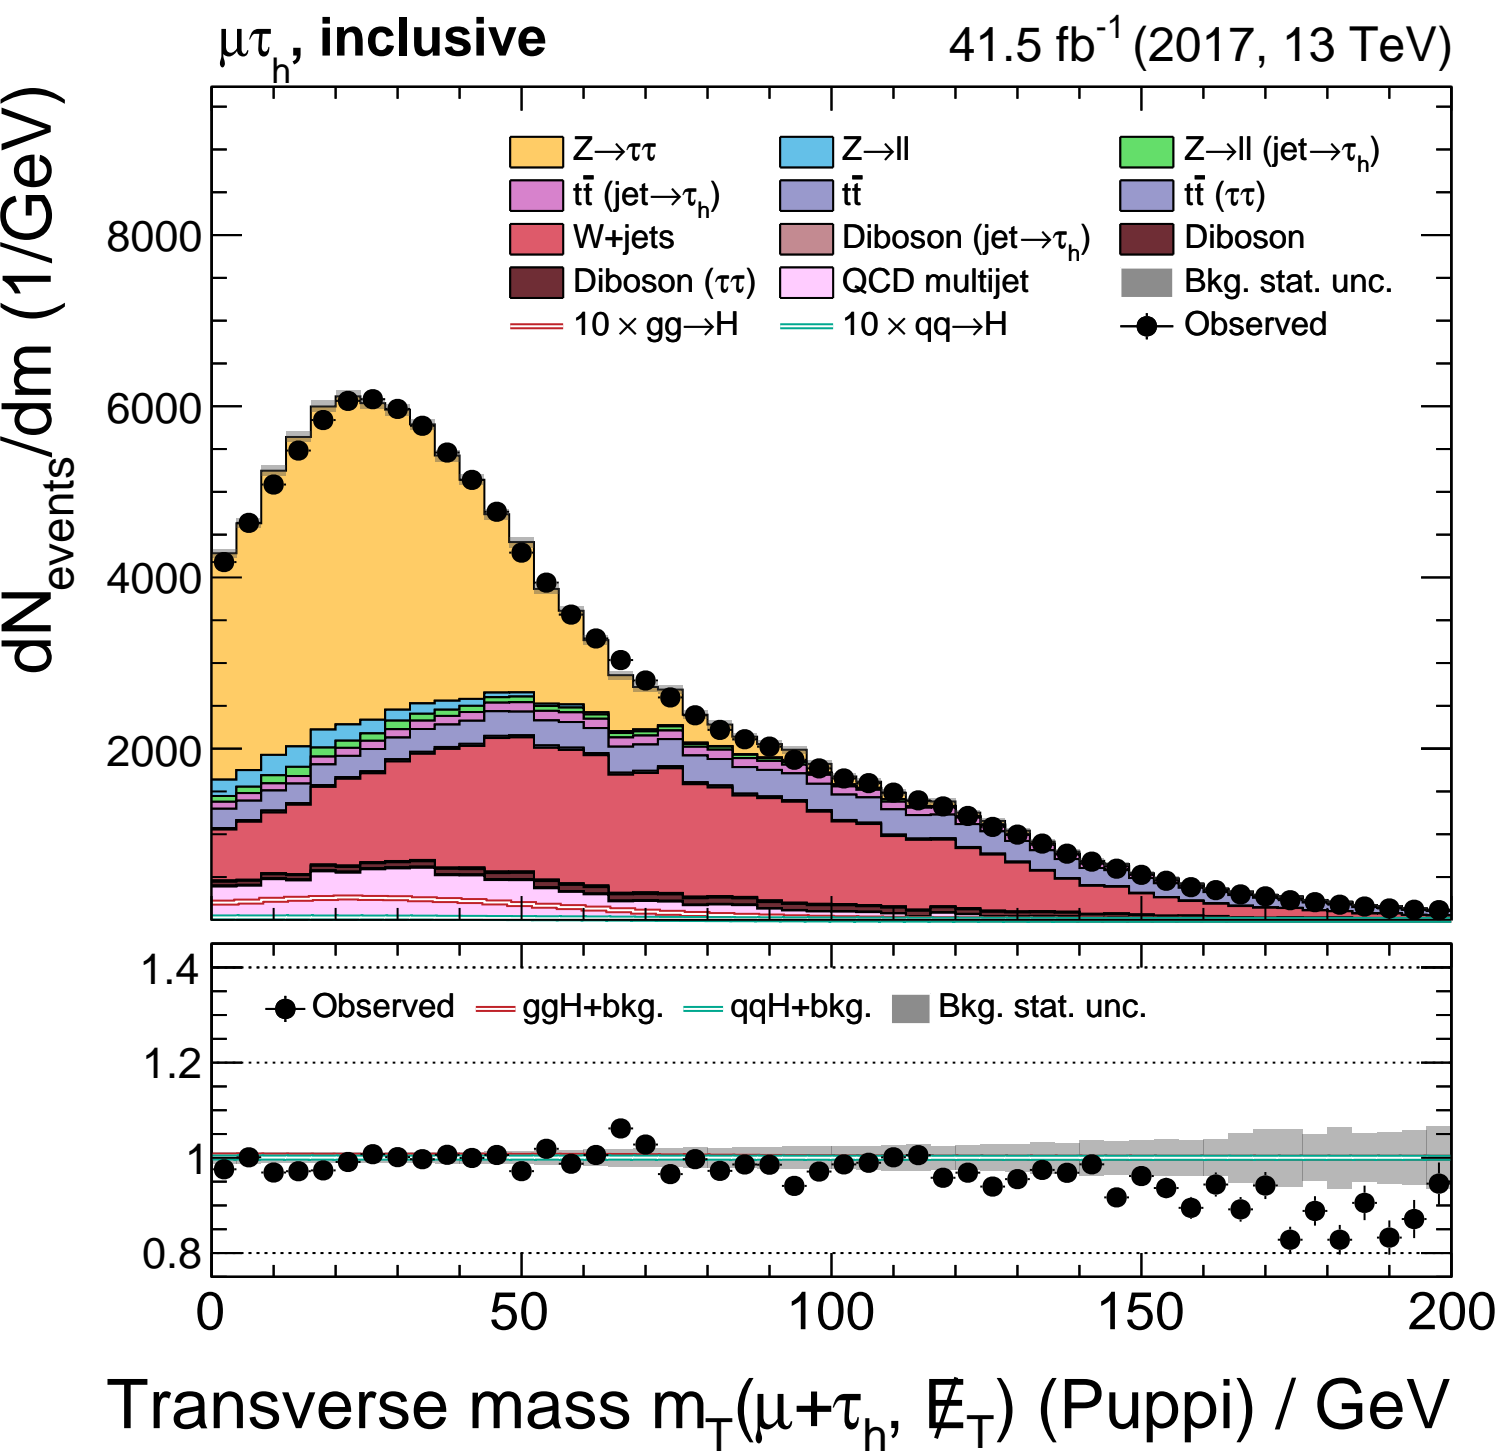 μτh, inclusive 41.5 fb-1 (2017, 13 TeV)
dNevents/dm (1/GeV)
Z→ττ Z→ll Z→ll (jet→τh)
tt̄ (jet→τh) tt̄ tt̄ (ττ)
W+jets Diboson (jet→τh) Diboson
Diboson (ττ) QCD multijet Bkg. stat. unc.
10 × gg→H 10 × qq→H Observed
8000
6000
4000
2000
1.4
Observed ggH+bkg. qqH+bkg. Bkg. stat. unc.
1.2
1
0.8
0 50 100 150 200
Transverse mass mT(μ+τh, E̸T) (Puppi) / GeV